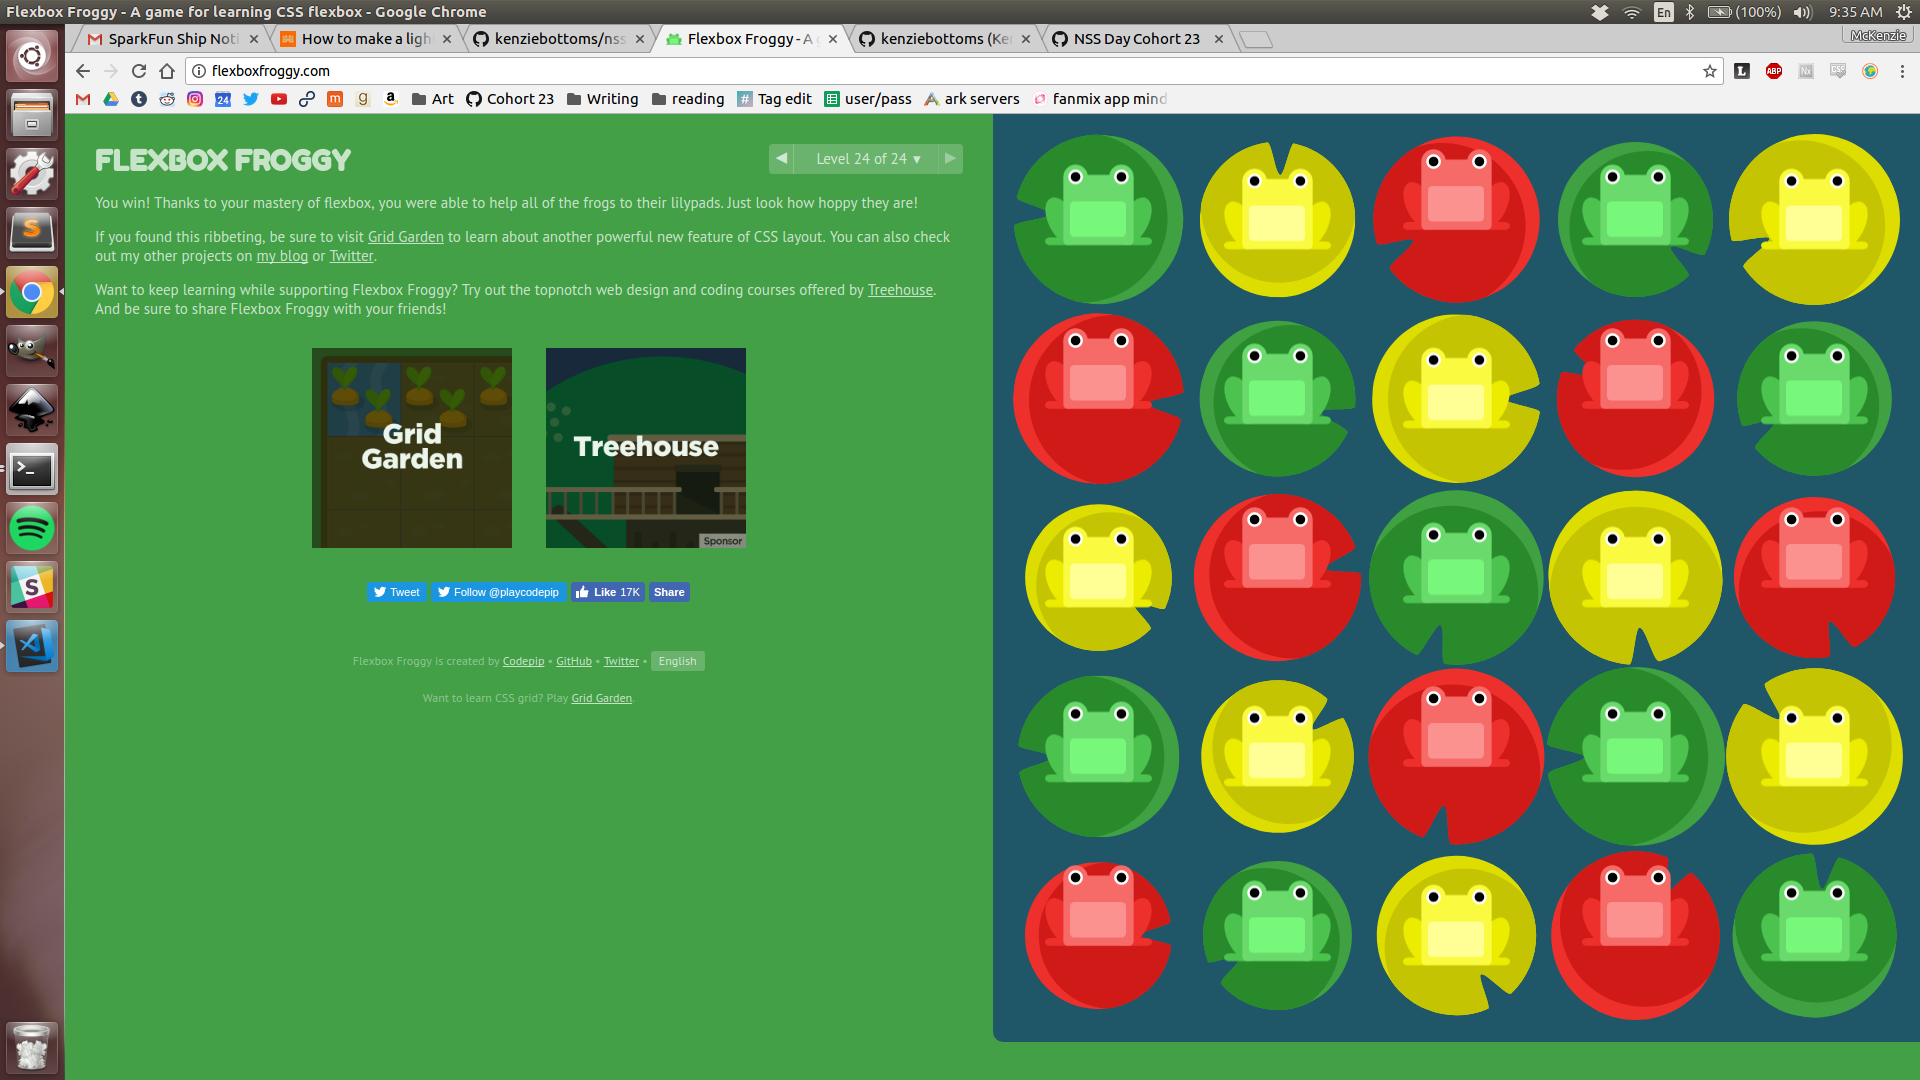 Flexbox Froggy - A game for learning CSS flexbox - Google Chrome
En (100%) 9:35 AM
SparkFun Ship Noti
How to make a ligh
kenziebottoms/nss
Flexbox Froggy - A g
kenziebottoms (Ke
NSS Day Cohort 23
McKenzie
flexboxfroggy.com
L ABP
24 m g a Art Cohort 23 Writing reading # Tag edit user/pass ark servers fanmix app mind
FLEXBOX FROGGY
◀ Level 24 of 24 ▼ ▶
You win! Thanks to your mastery of flexbox, you were able to help all of the frogs to their lilypads. Just look how hoppy they are!
If you found this ribbeting, be sure to visit Grid Garden to learn about another powerful new feature of CSS layout. You can also check
out my other projects on my blog or Twitter.
Want to keep learning while supporting Flexbox Froggy? Try out the topnotch web design and coding courses offered by Treehouse.
And be sure to share Flexbox Froggy with your friends!
Grid
Garden
Treehouse
Sponsor
Tweet Follow @playcodepip Like 17K Share
Flexbox Froggy is created by Codepip • GitHub • Twitter • English
Want to learn CSS grid? Play Grid Garden.